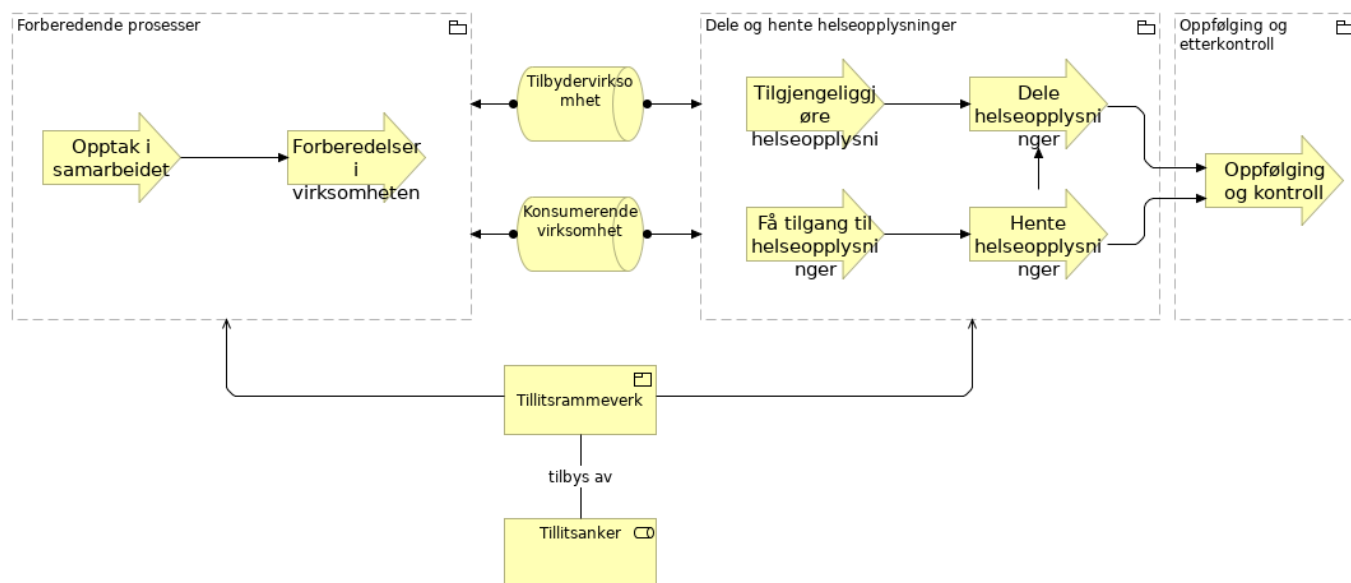 Forberedende prosesser
Opptak i
samarbeidet
Forberedelser
i
virksomheten
Tilbydervirkso
mhet
Konsumerende
virksomhet
Dele og hente helseopplysninger
Tilgjengeliggj
øre
helseopplysni
Dele
helseopplysni
nger
Få tilgang til
helseopplysni
nger
Hente
helseopplysni
nger
Oppfølging og
etterkontroll
Oppfølging
og kontroll
Tillitsrammeverk
tilbys av
Tillitsanker